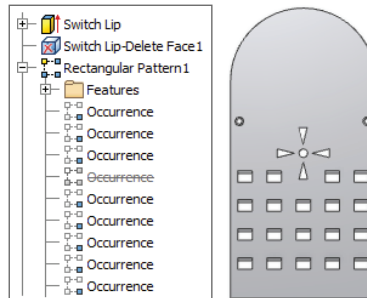 Switch Lip
Switch Lip-Delete Face1
Rectangular Pattern1
Features
Occurrence
Occurrence
Occurrence
Occurrence
Occurrence
Occurrence
Occurrence
Occurrence
Occurrence